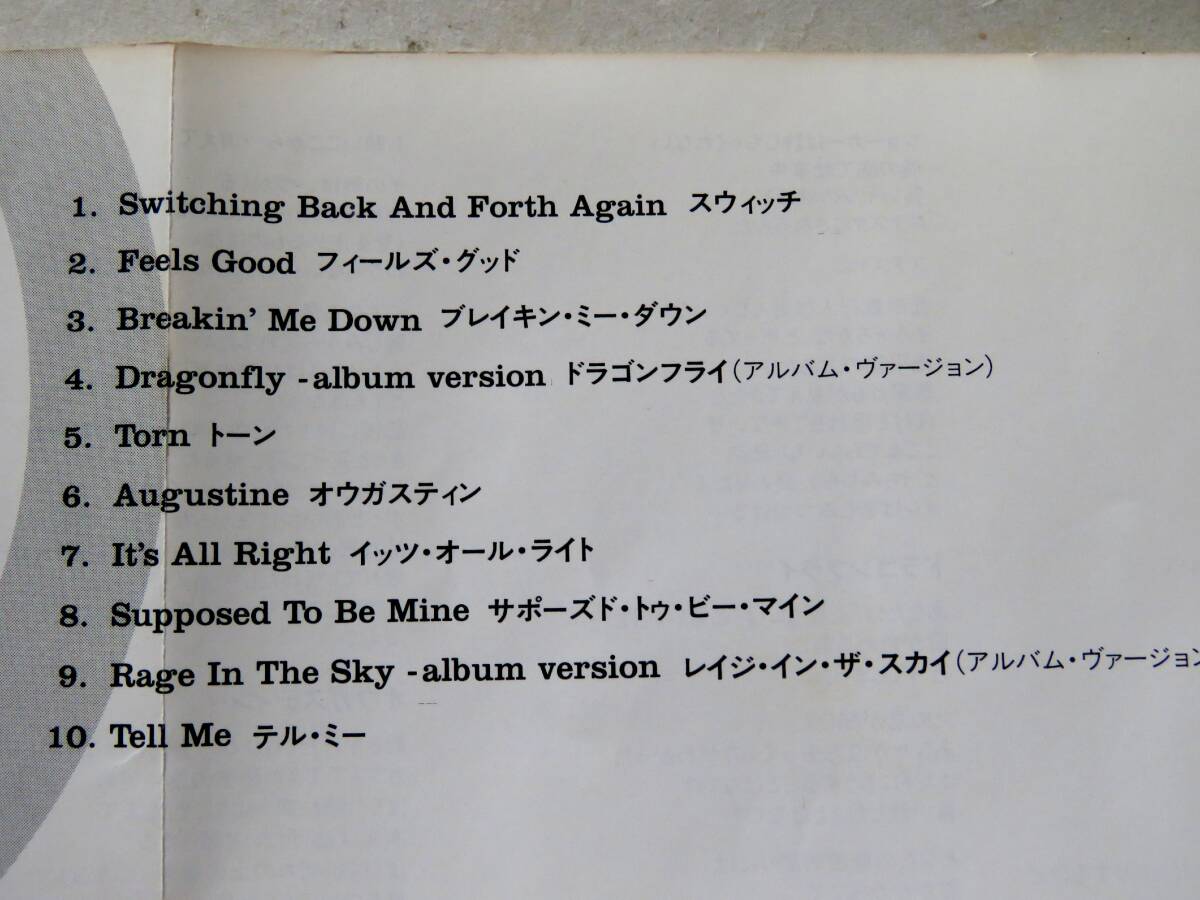 1. Switching Back And Forth Again スウィッチ
2. Feels Good フィールズ・グッド
3. Breakin' Me Down ブレイキン・ミー・ダウン
4. Dragonfly -album version ドラゴンフライ(アルバム・ヴァージョン)
5. Torn トーン
6. Augustine オウガスティン
7. It's All Right イッツ・オール・ライト
8. Supposed To Be Mine サポーズド・トゥ・ビー・マイン
9. Rage In The Sky -album version レイジ・イン・ザ・スカイ(アルバム・ヴァージョン
10. Tell Me テル・ミー